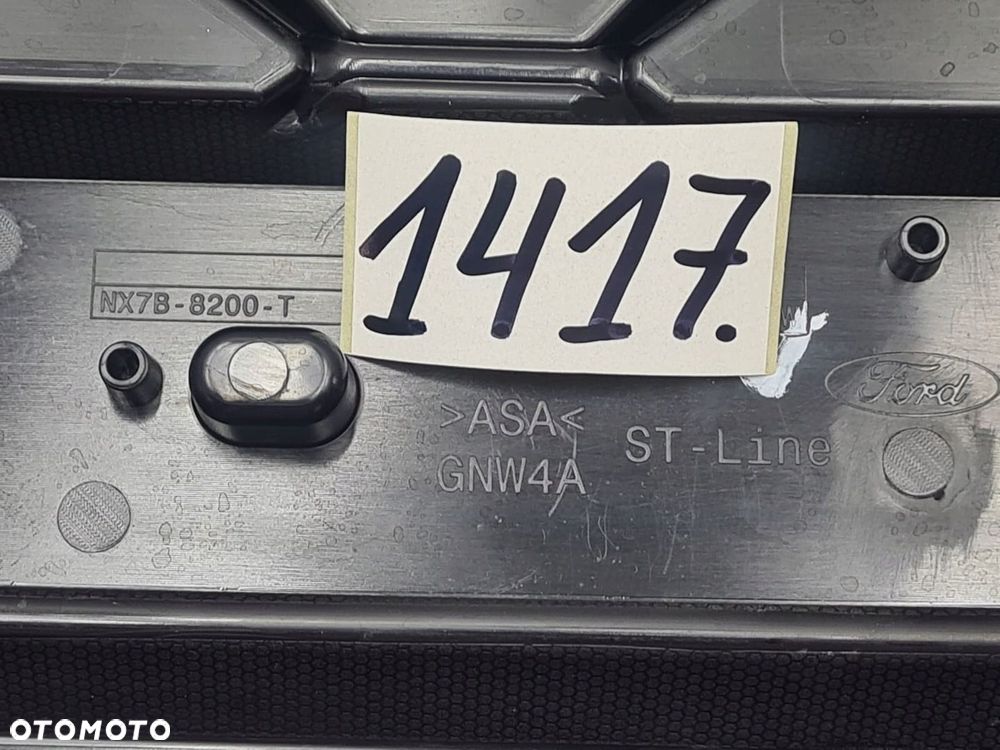 1417.
NX7B-8200-T
Ford
>ASA<
ST-Line
GNW4A
OTOMOTO